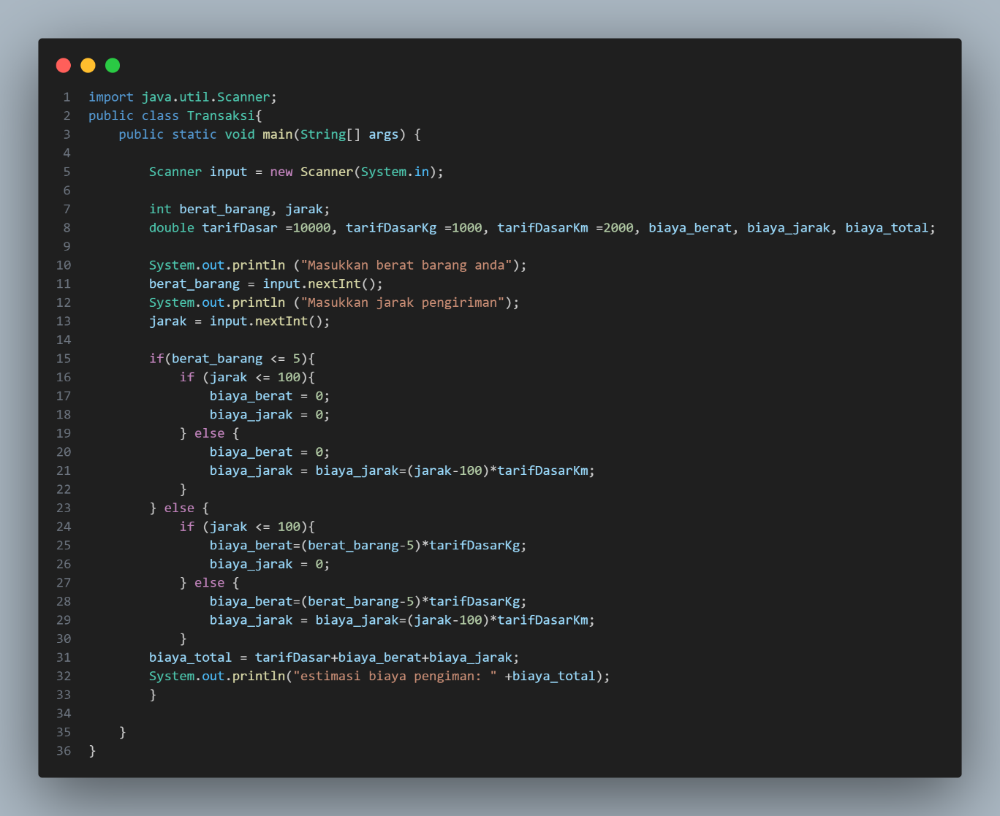 1 import java.util.Scanner;
2 public class Transaksi{
3     public static void main(String[] args) {
4
5         Scanner input = new Scanner(System.in);
6
7         int berat_barang, jarak;
8         double tarifDasar =10000, tarifDasarKg =1000, tarifDasarKm =2000, biaya_berat, biaya_jarak, biaya_total;
9
10         System.out.println ("Masukkan berat barang anda");
11         berat_barang = input.nextInt();
12         System.out.println ("Masukkan jarak pengiriman");
13         jarak = input.nextInt();
14
15         if(berat_barang <= 5){
16             if (jarak <= 100){
17                 biaya_berat = 0;
18                 biaya_jarak = 0;
19             } else {
20                 biaya_berat = 0;
21                 biaya_jarak = biaya_jarak=(jarak-100)*tarifDasarKm;
22             }
23         } else {
24             if (jarak <= 100){
25                 biaya_berat=(berat_barang-5)*tarifDasarKg;
26                 biaya_jarak = 0;
27             } else {
28                 biaya_berat=(berat_barang-5)*tarifDasarKg;
29                 biaya_jarak = biaya_jarak=(jarak-100)*tarifDasarKm;
30             }
31         biaya_total = tarifDasar+biaya_berat+biaya_jarak;
32         System.out.println("estimasi biaya pengiman: " +biaya_total);
33         }
34
35     }
36 }